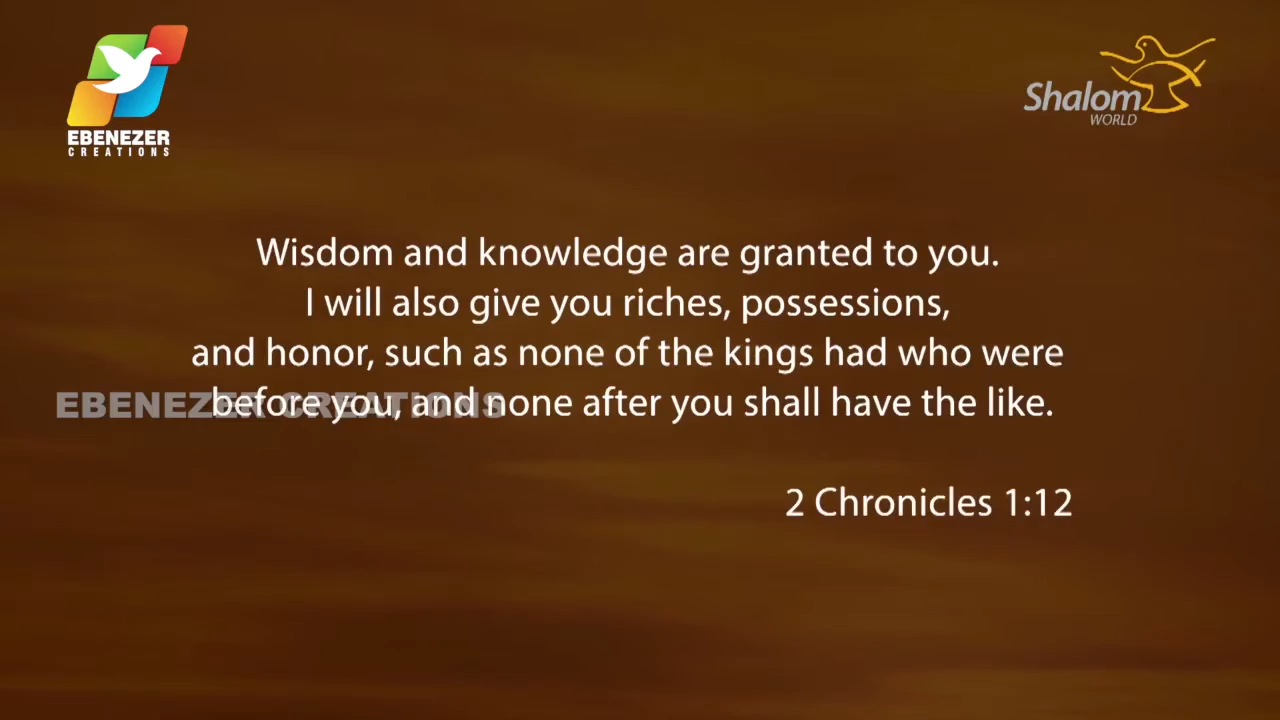 EBENEZER
CREATIONS
Shalom
WORLD
Wisdom and knowledge are granted to you.
I will also give you riches, possessions,
and honor, such as none of the kings had who were
before you, and none after you shall have the like.
EBENEZER CREATIONS
2 Chronicles 1:12